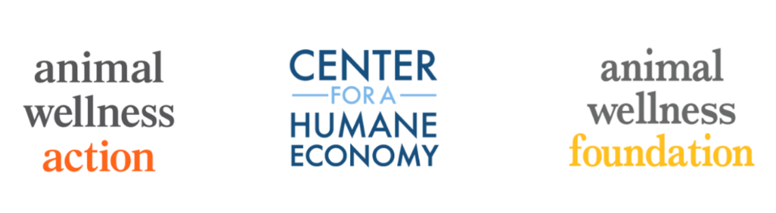 animal
wellness
action
CENTER
FOR A
HUMANE
ECONOMY
animal
wellness
foundation